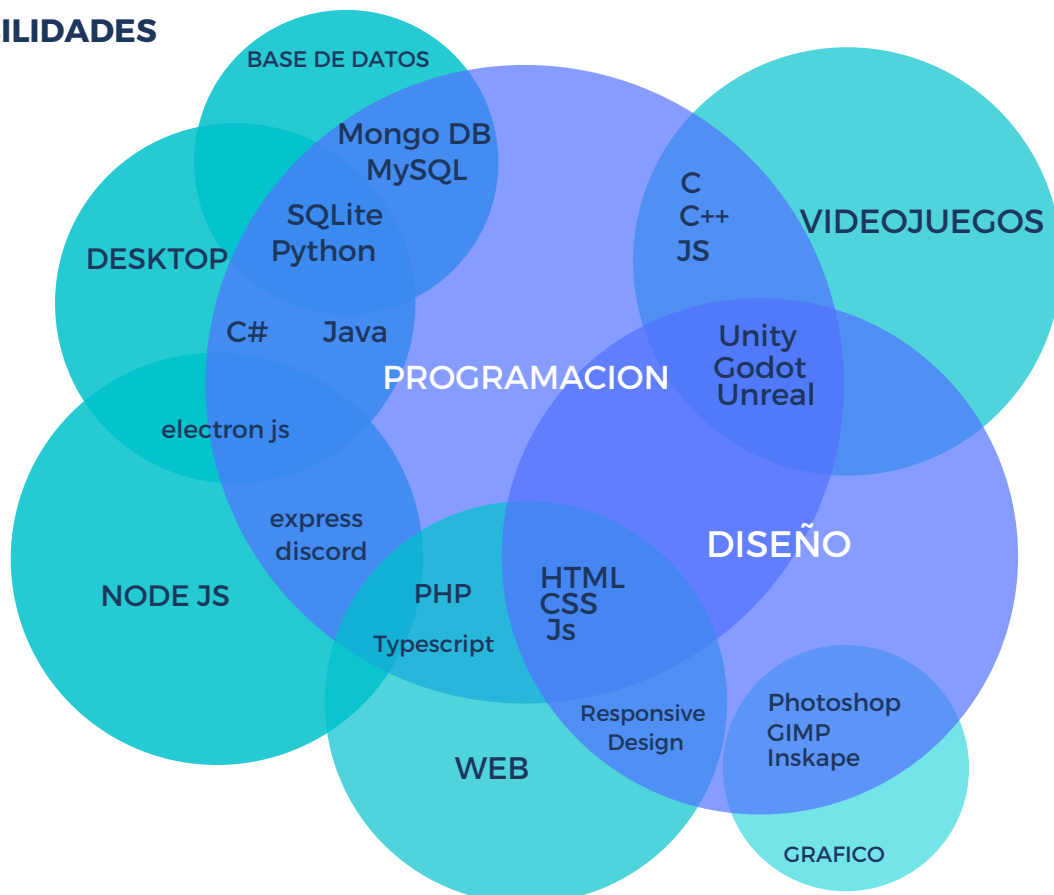 ILIDADES
BASE DE DATOS
Mongo DB
MySQL
SQLite
Python
DESKTOP
C
C++
JS
VIDEOJUEGOS
C# Java
PROGRAMACION
Unity
Godot
Unreal
electron js
express
discord
DISEÑO
NODE JS
PHP
Typescript
HTML
CSS
Js
Responsive
Design
WEB
Photoshop
GIMP
Inskape
GRAFICO